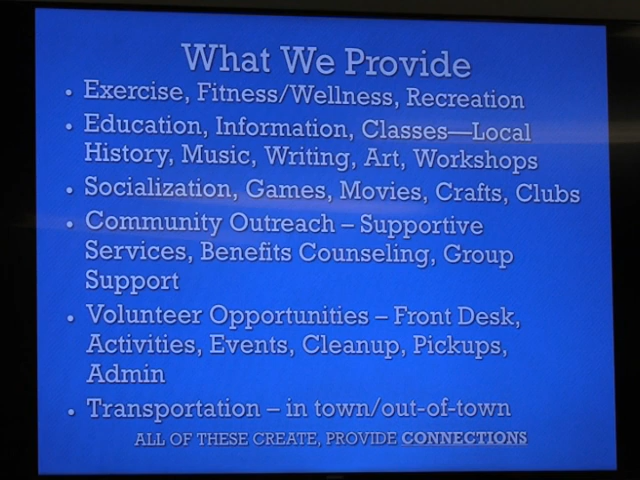 What We Provide
• Exercise, Fitness/Wellness, Recreation
• Education, Information, Classes—Local
History, Music, Writing, Art, Workshops
• Socialization, Games, Movies, Crafts, Clubs
• Community Outreach – Supportive
Services, Benefits Counseling, Group
Support
• Volunteer Opportunities – Front Desk,
Activities, Events, Cleanup, Pickups,
Admin
• Transportation – in town/out-of-town
ALL OF THESE CREATE, PROVIDE CONNECTIONS